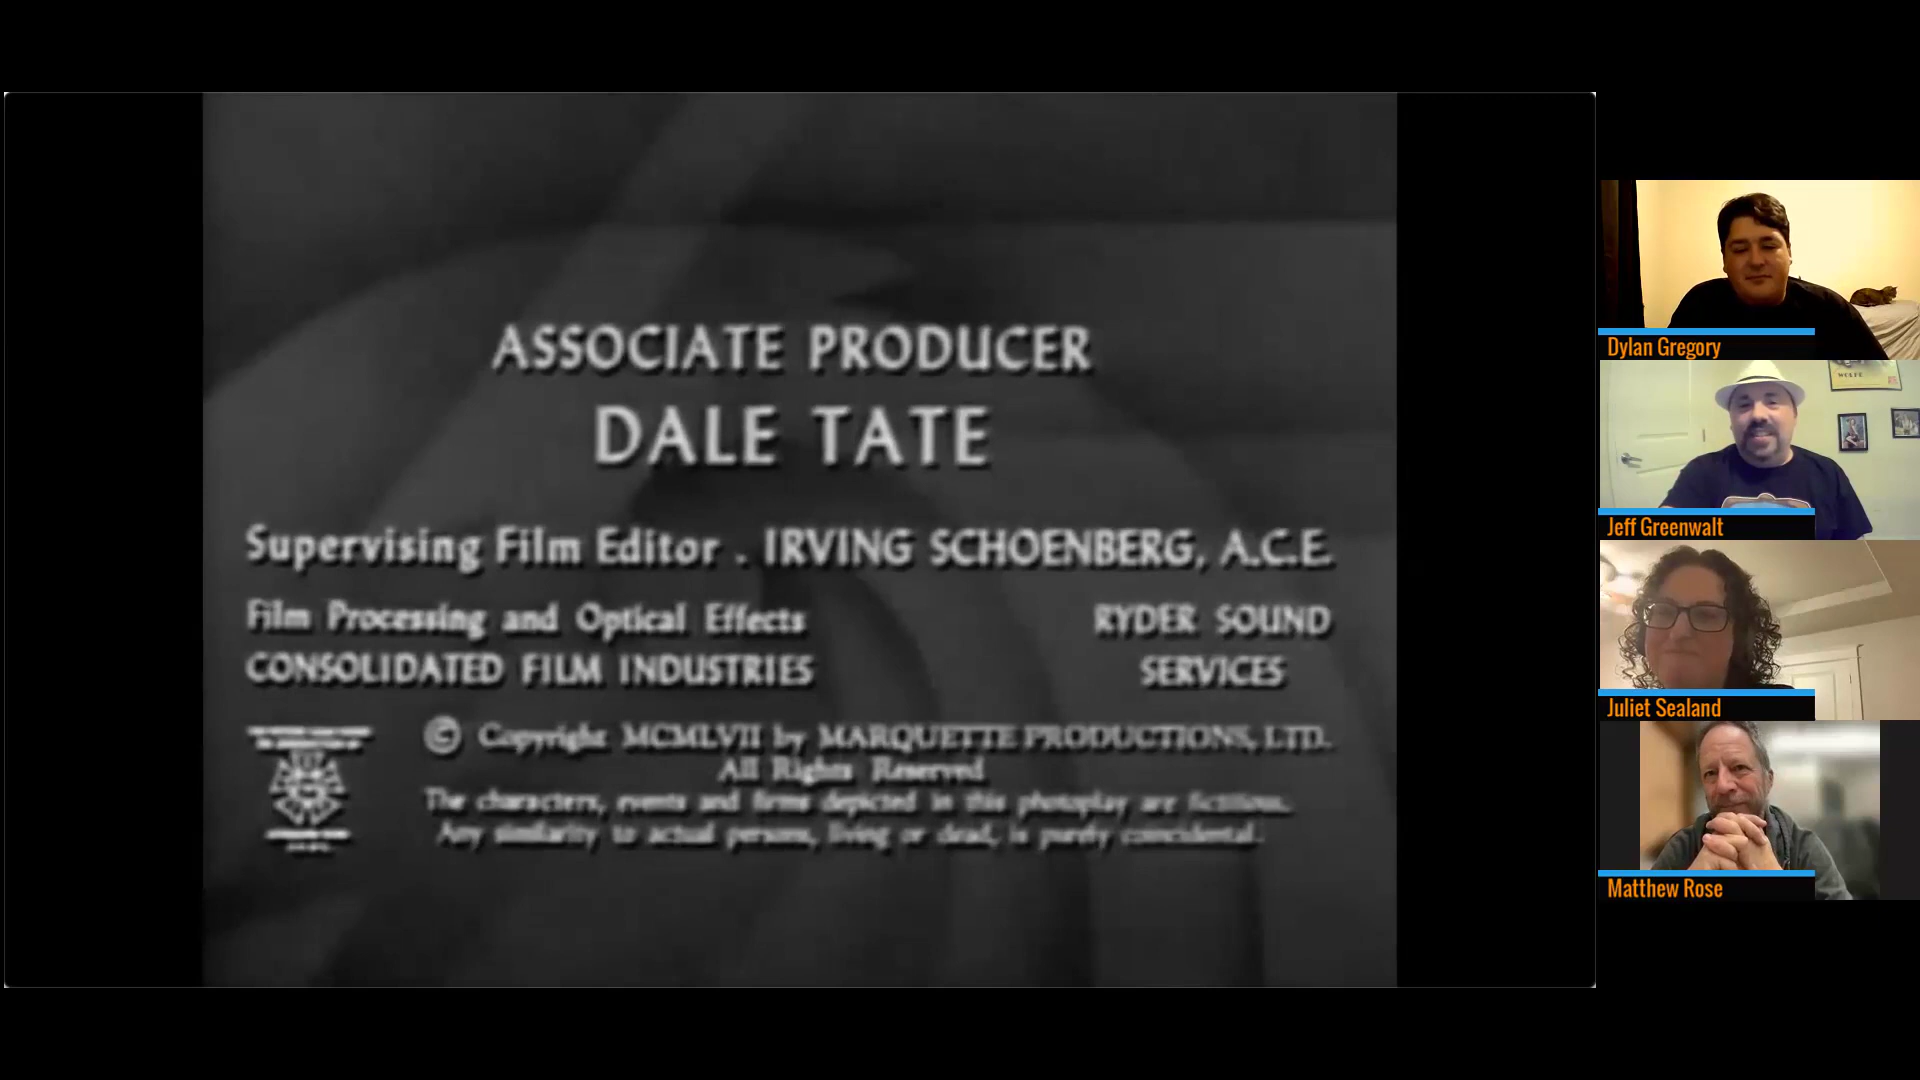 ASSOCIATE PRODUCER
DALE TATE
Supervising Film Editor . IRVING SCHOENBERG, A.C.E.
Film Processing and Optical Effects
CONSOLIDATED FILM INDUSTRIES
RYDER SOUND
SERVICES
© Copyright MCMLVII by MARQUETTE PRODUCTIONS, LTD.
All Rights Reserved
The characters, events and firms depicted in this photoplay are fictitious.
Any similarity to actual persons, living or dead, is purely coincidental.
Dylan Gregory
WOLFE
Jeff Greenwalt
Juliet Sealand
Matthew Rose